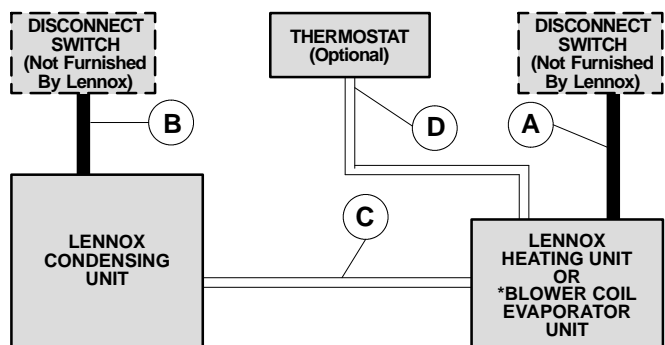 DISCONNECT
SWITCH
(Not Furnished
By Lennox)
THERMOSTAT
(Optional)
DISCONNECT
SWITCH
(Not Furnished
By Lennox)
B
D
A
C
LENNOX
CONDENSING
UNIT
LENNOX
HEATING UNIT
OR
*BLOWER COIL
EVAPORATOR
UNIT